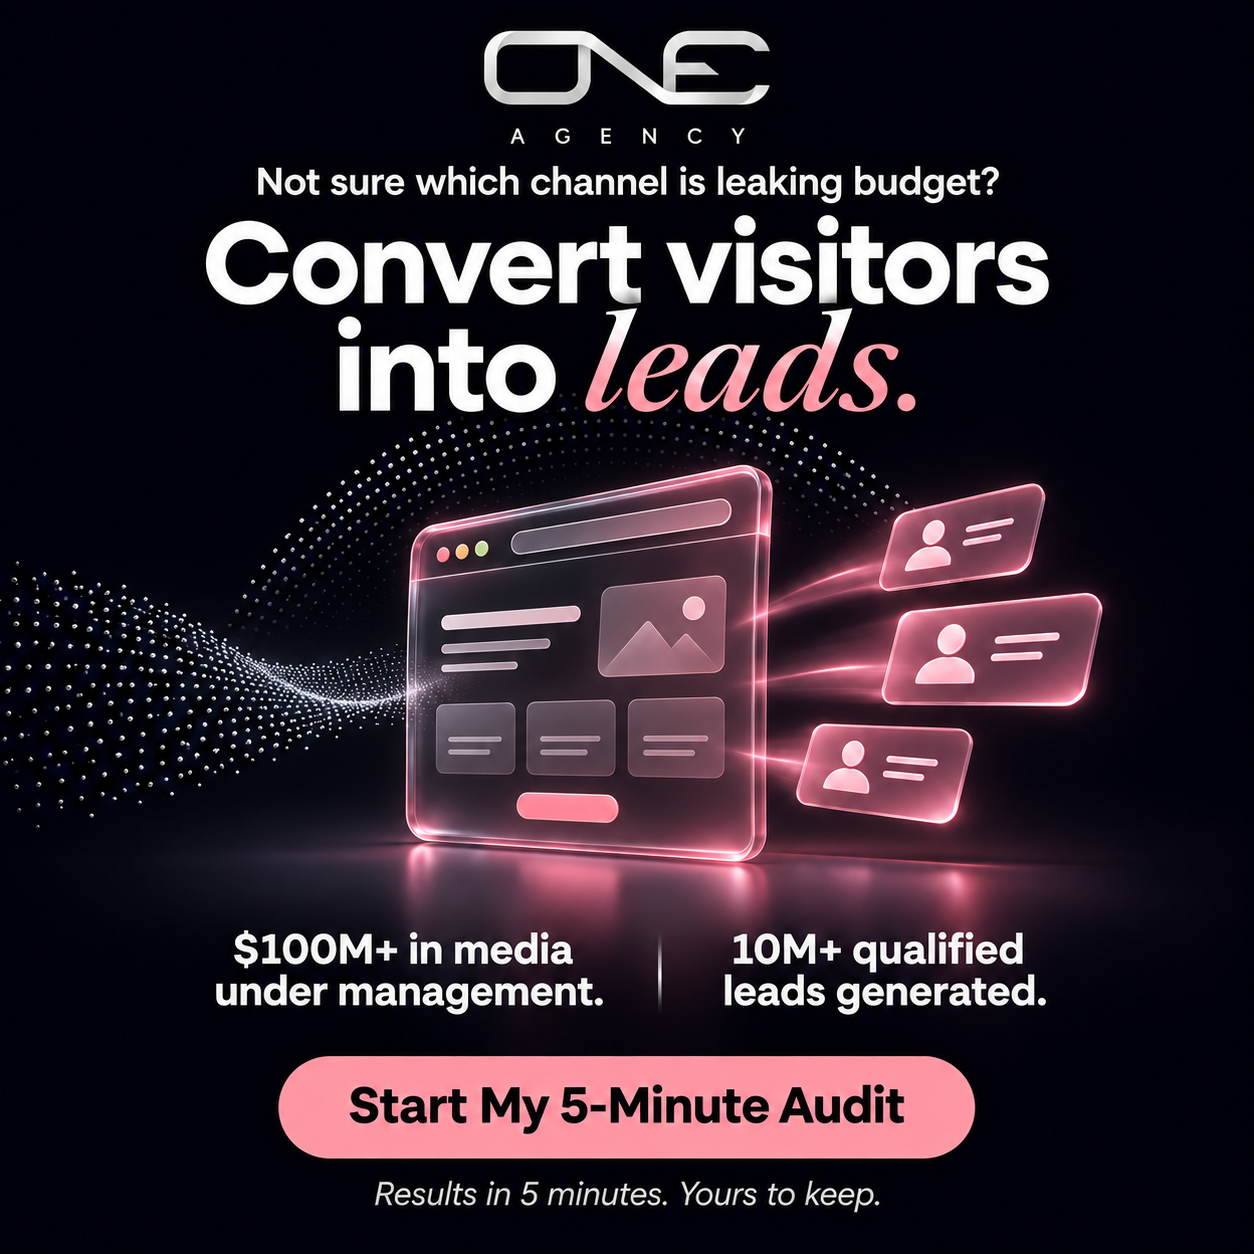 ONE
AGENCY
Not sure which channel is leaking budget?
Convert visitors
into leads.
$100M+ in media
under management.
10M+ qualified
leads generated.
Start My 5-Minute Audit
Results in 5 minutes. Yours to keep.